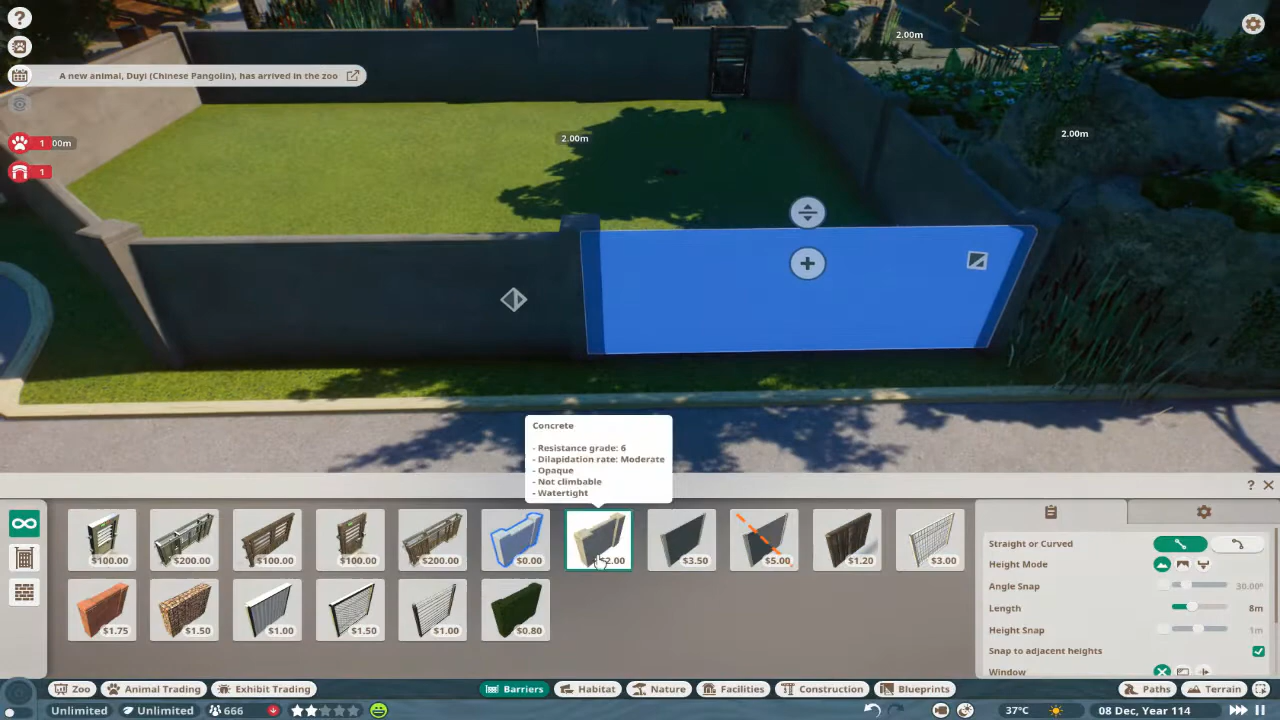 ?
2.00m
A new animal, Duyi (Chinese Pangolin), has arrived in the zoo
2.00m
2.00m
1
00m
1
Concrete
- Resistance grade: 6
- Dilapidation rate: Moderate
- Opaque
- Not climbable
- Watertight
?
$100.00
$200.00
$100.00
$100.00
$200.00
$0.00
$2.00
$3.50
$5.00
$1.20
$3.00
$1.75
$1.50
$1.00
$1.50
$1.00
$0.80
Straight or Curved
Height Mode
Angle Snap
30.00°
Length
8m
Height Snap
1m
Snap to adjacent heights
Window
Zoo
Animal Trading
Exhibit Trading
Barriers
Habitat
Nature
Facilities
Construction
Blueprints
Paths
Terrain
Unlimited
Unlimited
666
37°C
08 Dec, Year 114